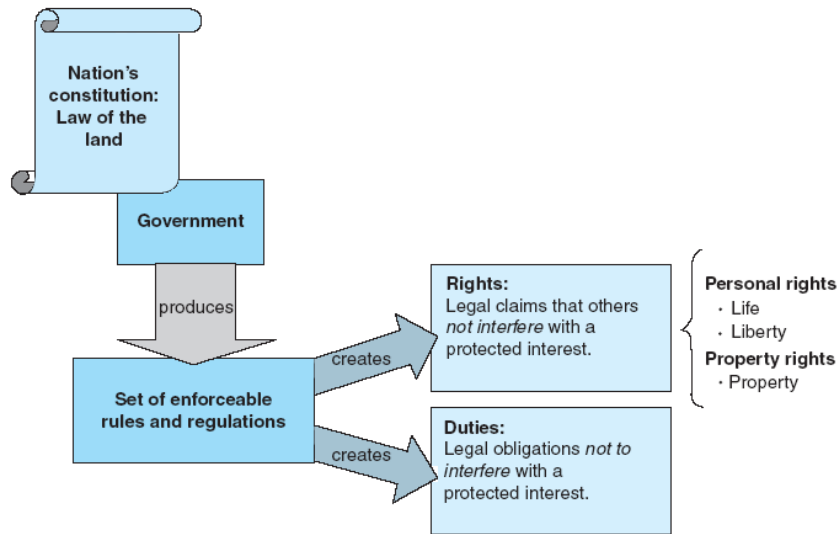 Nation's
constitution:
Law of the
land
Government
produces
Set of enforceable
rules and regulations
creates
Rights:
Legal claims that others
not interfere with a
protected interest.
Personal rights
· Life
· Liberty
Property rights
· Property
creates
Duties:
Legal obligations not to
interfere with a
protected interest.